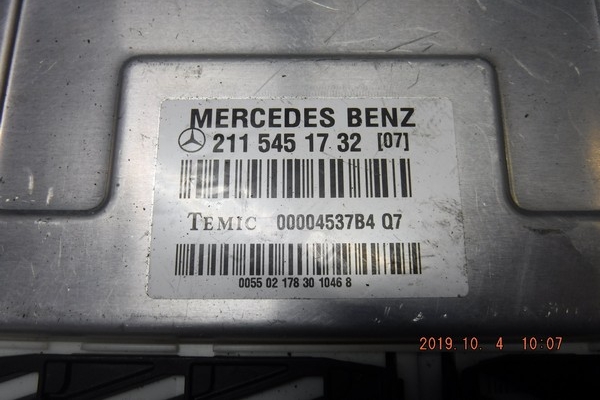 MERCEDES BENZ
211 545 17 32 [07]
TEMIC 00004537B4 Q7
0055 02 178 30 1046 8
2019.10. 4 10:07